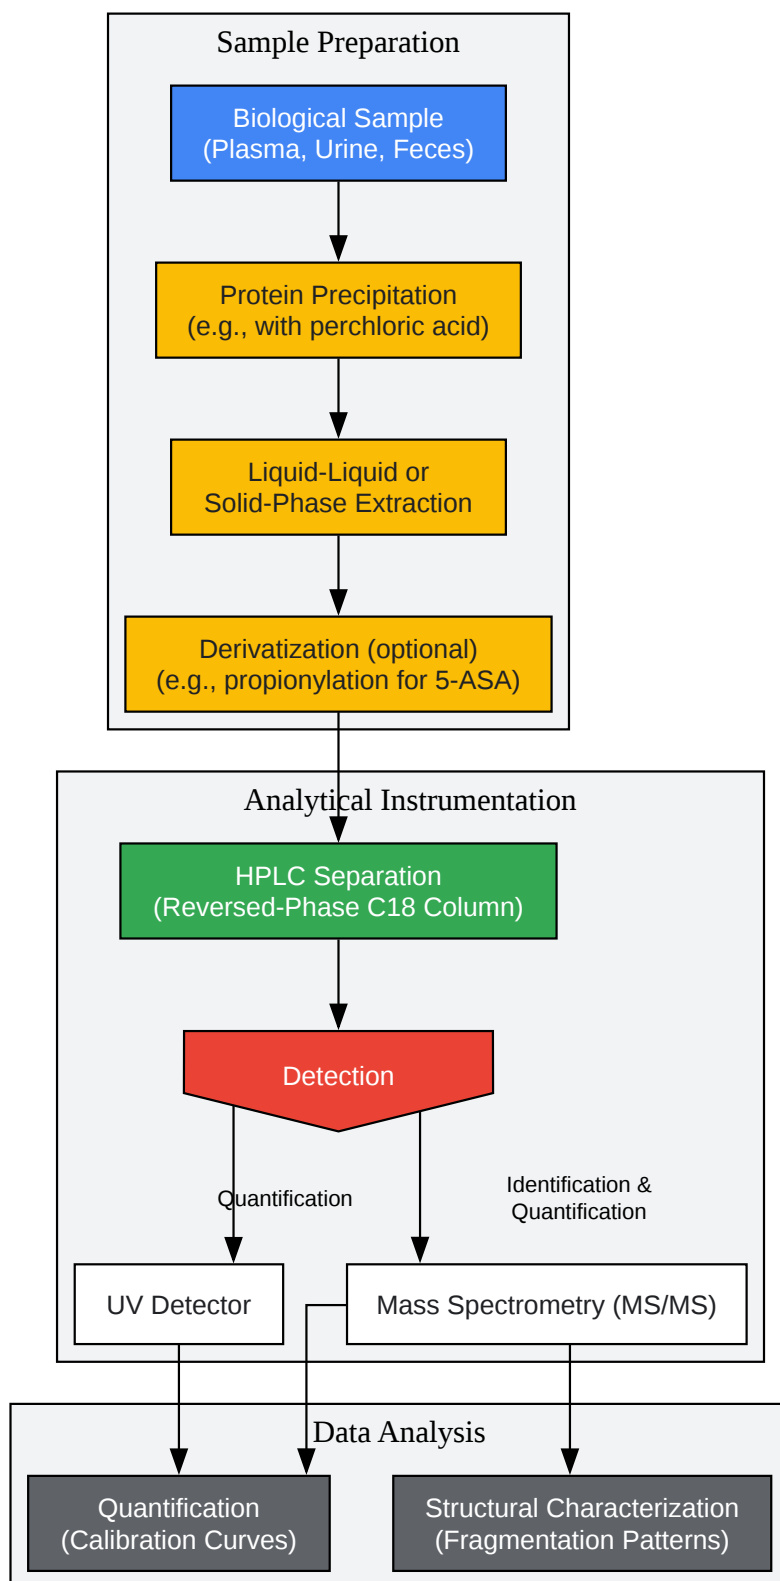 Sample Preparation
Biological Sample
(Plasma, Urine, Feces)
Protein Precipitation
(e.g., with perchloric acid)
Liquid-Liquid or
Solid-Phase Extraction
Derivatization (optional)
(e.g., propionylation for 5-ASA)
Analytical Instrumentation
HPLC Separation
(Reversed-Phase C18 Column)
Detection
Quantification
Identification &
Quantification
UV Detector
Mass Spectrometry (MS/MS)
Data Analysis
Quantification
(Calibration Curves)
Structural Characterization
(Fragmentation Patterns)